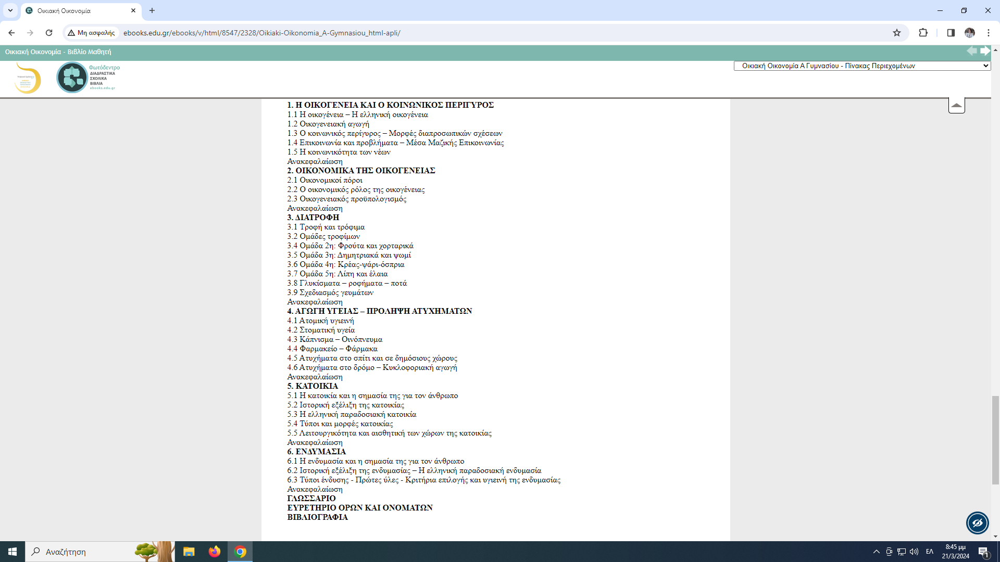 Οικιακή Οικονομία
Μη ασφαλής
ebooks.edu.gr/ebooks/v/html/8547/2328/Oikiaki-Oikonomia_A-Gymnasiou_html-apli/
Οικιακή Οικονομία - Βιβλίο Μαθητή
Φωτόδεντρο
ΔΙΑΔΡΑΣΤΙΚΑ
ΣΧΟΛΙΚΑ
ΒΙΒΛΙΑ
ebooks.edu.gr
Οικιακή Οικονομία Α Γυμνασίου - Πίνακας Περιεχομένων
1. Η ΟΙΚΟΓΕΝΕΙΑ ΚΑΙ Ο ΚΟΙΝΩΝΙΚΟΣ ΠΕΡΙΓΥΡΟΣ
1.1 Η οικογένεια – Η ελληνική οικογένεια
1.2 Οικογενειακή αγωγή
1.3 Ο κοινωνικός περίγυρος – Μορφές διαπροσωπικών σχέσεων
1.4 Επικοινωνία και προβλήματα – Μέσα Μαζικής Επικοινωνίας
1.5 Η κοινωνικότητα των νέων
Ανακεφαλαίωση
2. ΟΙΚΟΝΟΜΙΚΑ ΤΗΣ ΟΙΚΟΓΕΝΕΙΑΣ
2.1 Οικονομικοί πόροι
2.2 Ο οικονομικός ρόλος της οικογένειας
2.3 Οικογενειακός προϋπολογισμός
Ανακεφαλαίωση
3. ΔΙΑΤΡΟΦΗ
3.1 Τροφή και τρόφιμα
3.2 Ομάδες τροφίμων
3.4 Ομάδα 2η: Φρούτα και χορταρικά
3.5 Ομάδα 3η: Δημητριακά και ψωμί
3.6 Ομάδα 4η: Κρέας-ψάρι-όσπρια
3.7 Ομάδα 5η: Λίπη και έλαια
3.8 Γλυκίσματα – ροφήματα – ποτά
3.9 Σχεδιασμός γευμάτων
Ανακεφαλαίωση
4. ΑΓΩΓΗ ΥΓΕΙΑΣ – ΠΡΟΛΗΨΗ ΑΤΥΧΗΜΑΤΩΝ
4.1 Ατομική υγιεινή
4.2 Στοματική υγεία
4.3 Κάπνισμα – Οινόπνευμα
4.4 Φαρμακείο – Φάρμακα
4.5 Ατυχήματα στο σπίτι και σε δημόσιους χώρους
4.6 Ατυχήματα στο δρόμο – Κυκλοφοριακή αγωγή
Ανακεφαλαίωση
5. ΚΑΤΟΙΚΙΑ
5.1 Η κατοικία και η σημασία της για τον άνθρωπο
5.2 Ιστορική εξέλιξη της κατοικίας
5.3 Η ελληνική παραδοσιακή κατοικία
5.4 Τύποι και μορφές κατοικίας
5.5 Λειτουργικότητα και αισθητική των χώρων της κατοικίας
Ανακεφαλαίωση
6. ΕΝΔΥΜΑΣΙΑ
6.1 Η ενδυμασία και η σημασία της για τον άνθρωπο
6.2 Ιστορική εξέλιξη της ενδυμασίας – Η ελληνική παραδοσιακή ενδυμασία
6.3 Τύποι ένδυσης - Πρώτες ύλες - Κριτήρια επιλογής και υγιεινή της ενδυμασίας
Ανακεφαλαίωση
ΓΛΩΣΣΑΡΙΟ
ΕΥΡΕΤΗΡΙΟ ΟΡΩΝ ΚΑΙ ΟΝΟΜΑΤΩΝ
ΒΙΒΛΙΟΓΡΑΦΙΑ
Αναζήτηση
ΕΛ
8:45 μμ
21/3/2024
1